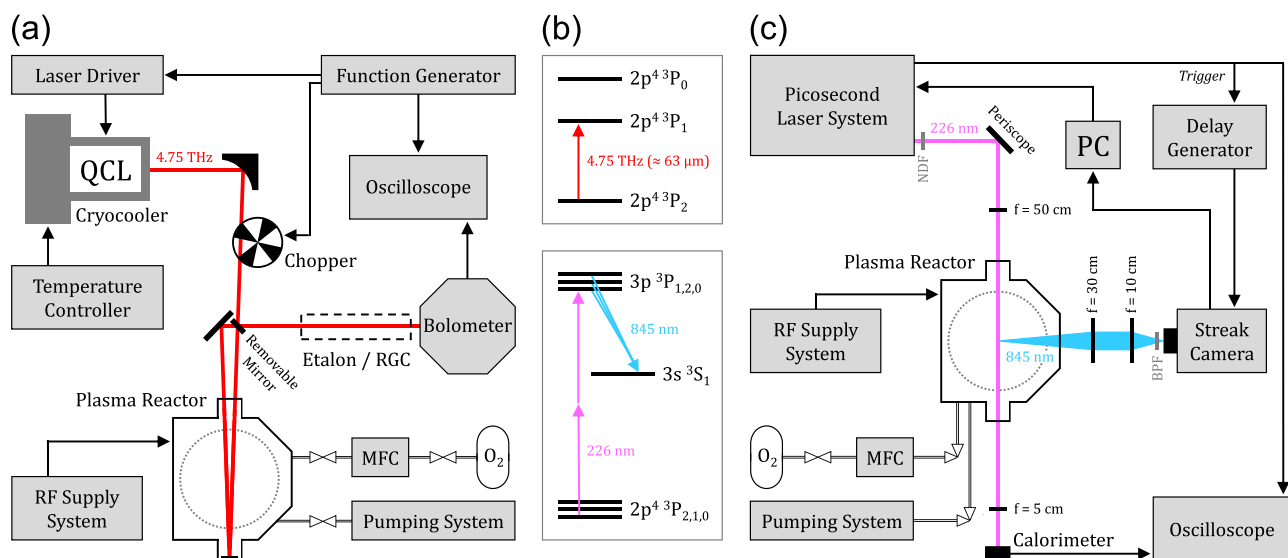 (a)
Laser Driver
Function Generator
QCL
4.75 THz
Cryocooler
Oscilloscope
Chopper
Temperature
Controller
Bolometer
Etalon / RGC
Removable
Mirror
Plasma Reactor
RF Supply
System
MFC
O₂
Pumping System
(b)
2p⁴ ³P₀
2p⁴ ³P₁
4.75 THz (≈ 63 μm)
2p⁴ ³P₂
3p ³P₁,₂,₀
845 nm
3s ³S₁
226 nm
2p⁴ ³P₂,₁,₀
(c)
Picosecond
Laser System
Trigger
226 nm
Periscope
NDF
PC
Delay
Generator
f = 50 cm
Plasma Reactor
f = 30 cm
f = 10 cm
RF Supply
System
845 nm
BPF
Streak
Camera
O₂
MFC
Pumping System
f = 5 cm
Calorimeter
Oscilloscope